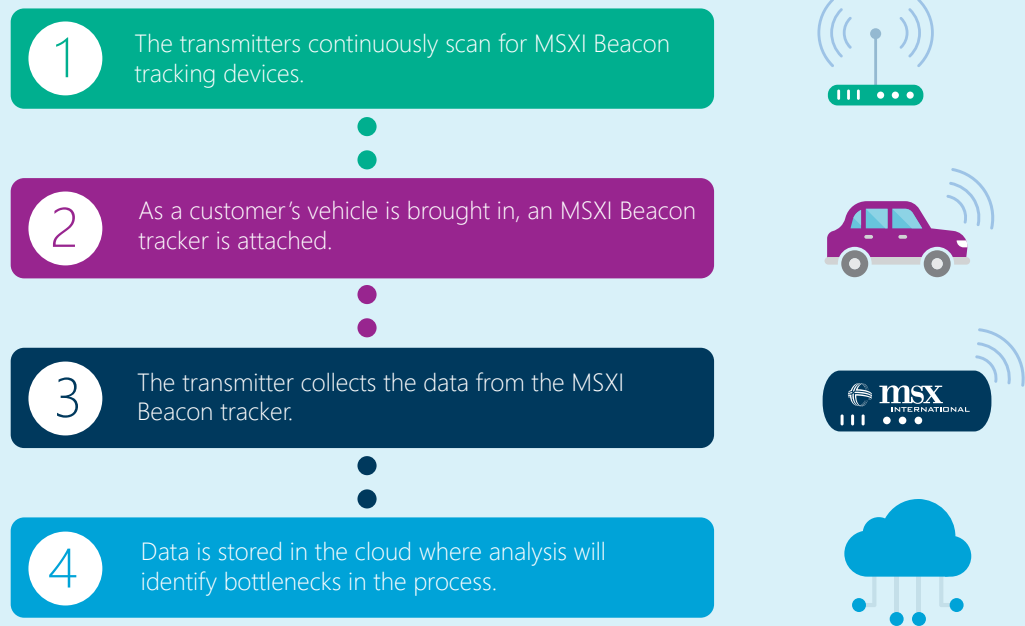 1
The transmitters continuously scan for MSXI Beacon
tracking devices.
2
As a customer’s vehicle is brought in, an MSXI Beacon
tracker is attached.
3
The transmitter collects the data from the MSXI
Beacon tracker.
msx
INTERNATIONAL
4
Data is stored in the cloud where analysis will
identify bottlenecks in the process.